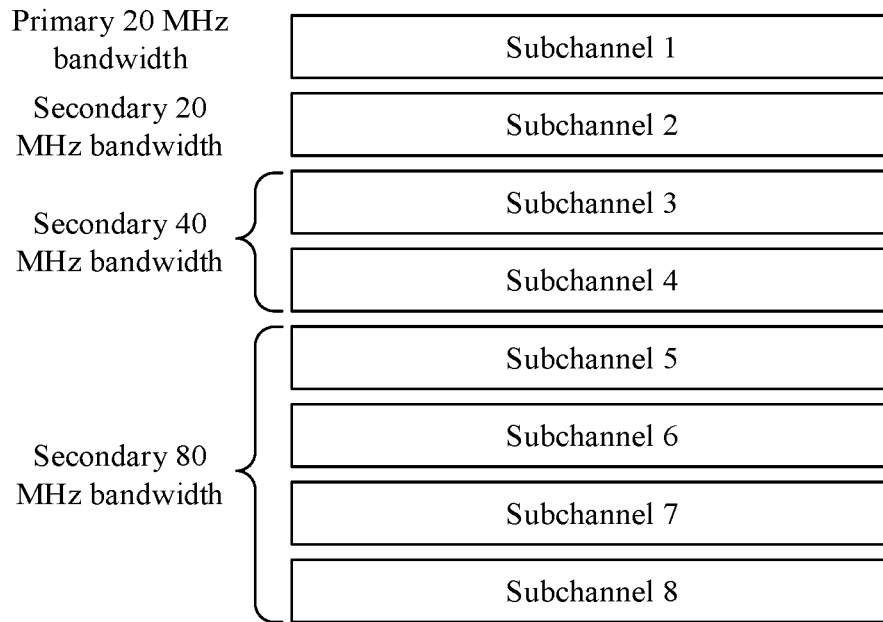 Primary 20 MHz
bandwidth
Subchannel 1
Secondary 20
MHz bandwidth
Subchannel 2
Secondary 40
MHz bandwidth
Subchannel 3
Subchannel 4
Secondary 80
MHz bandwidth
Subchannel 5
Subchannel 6
Subchannel 7
Subchannel 8